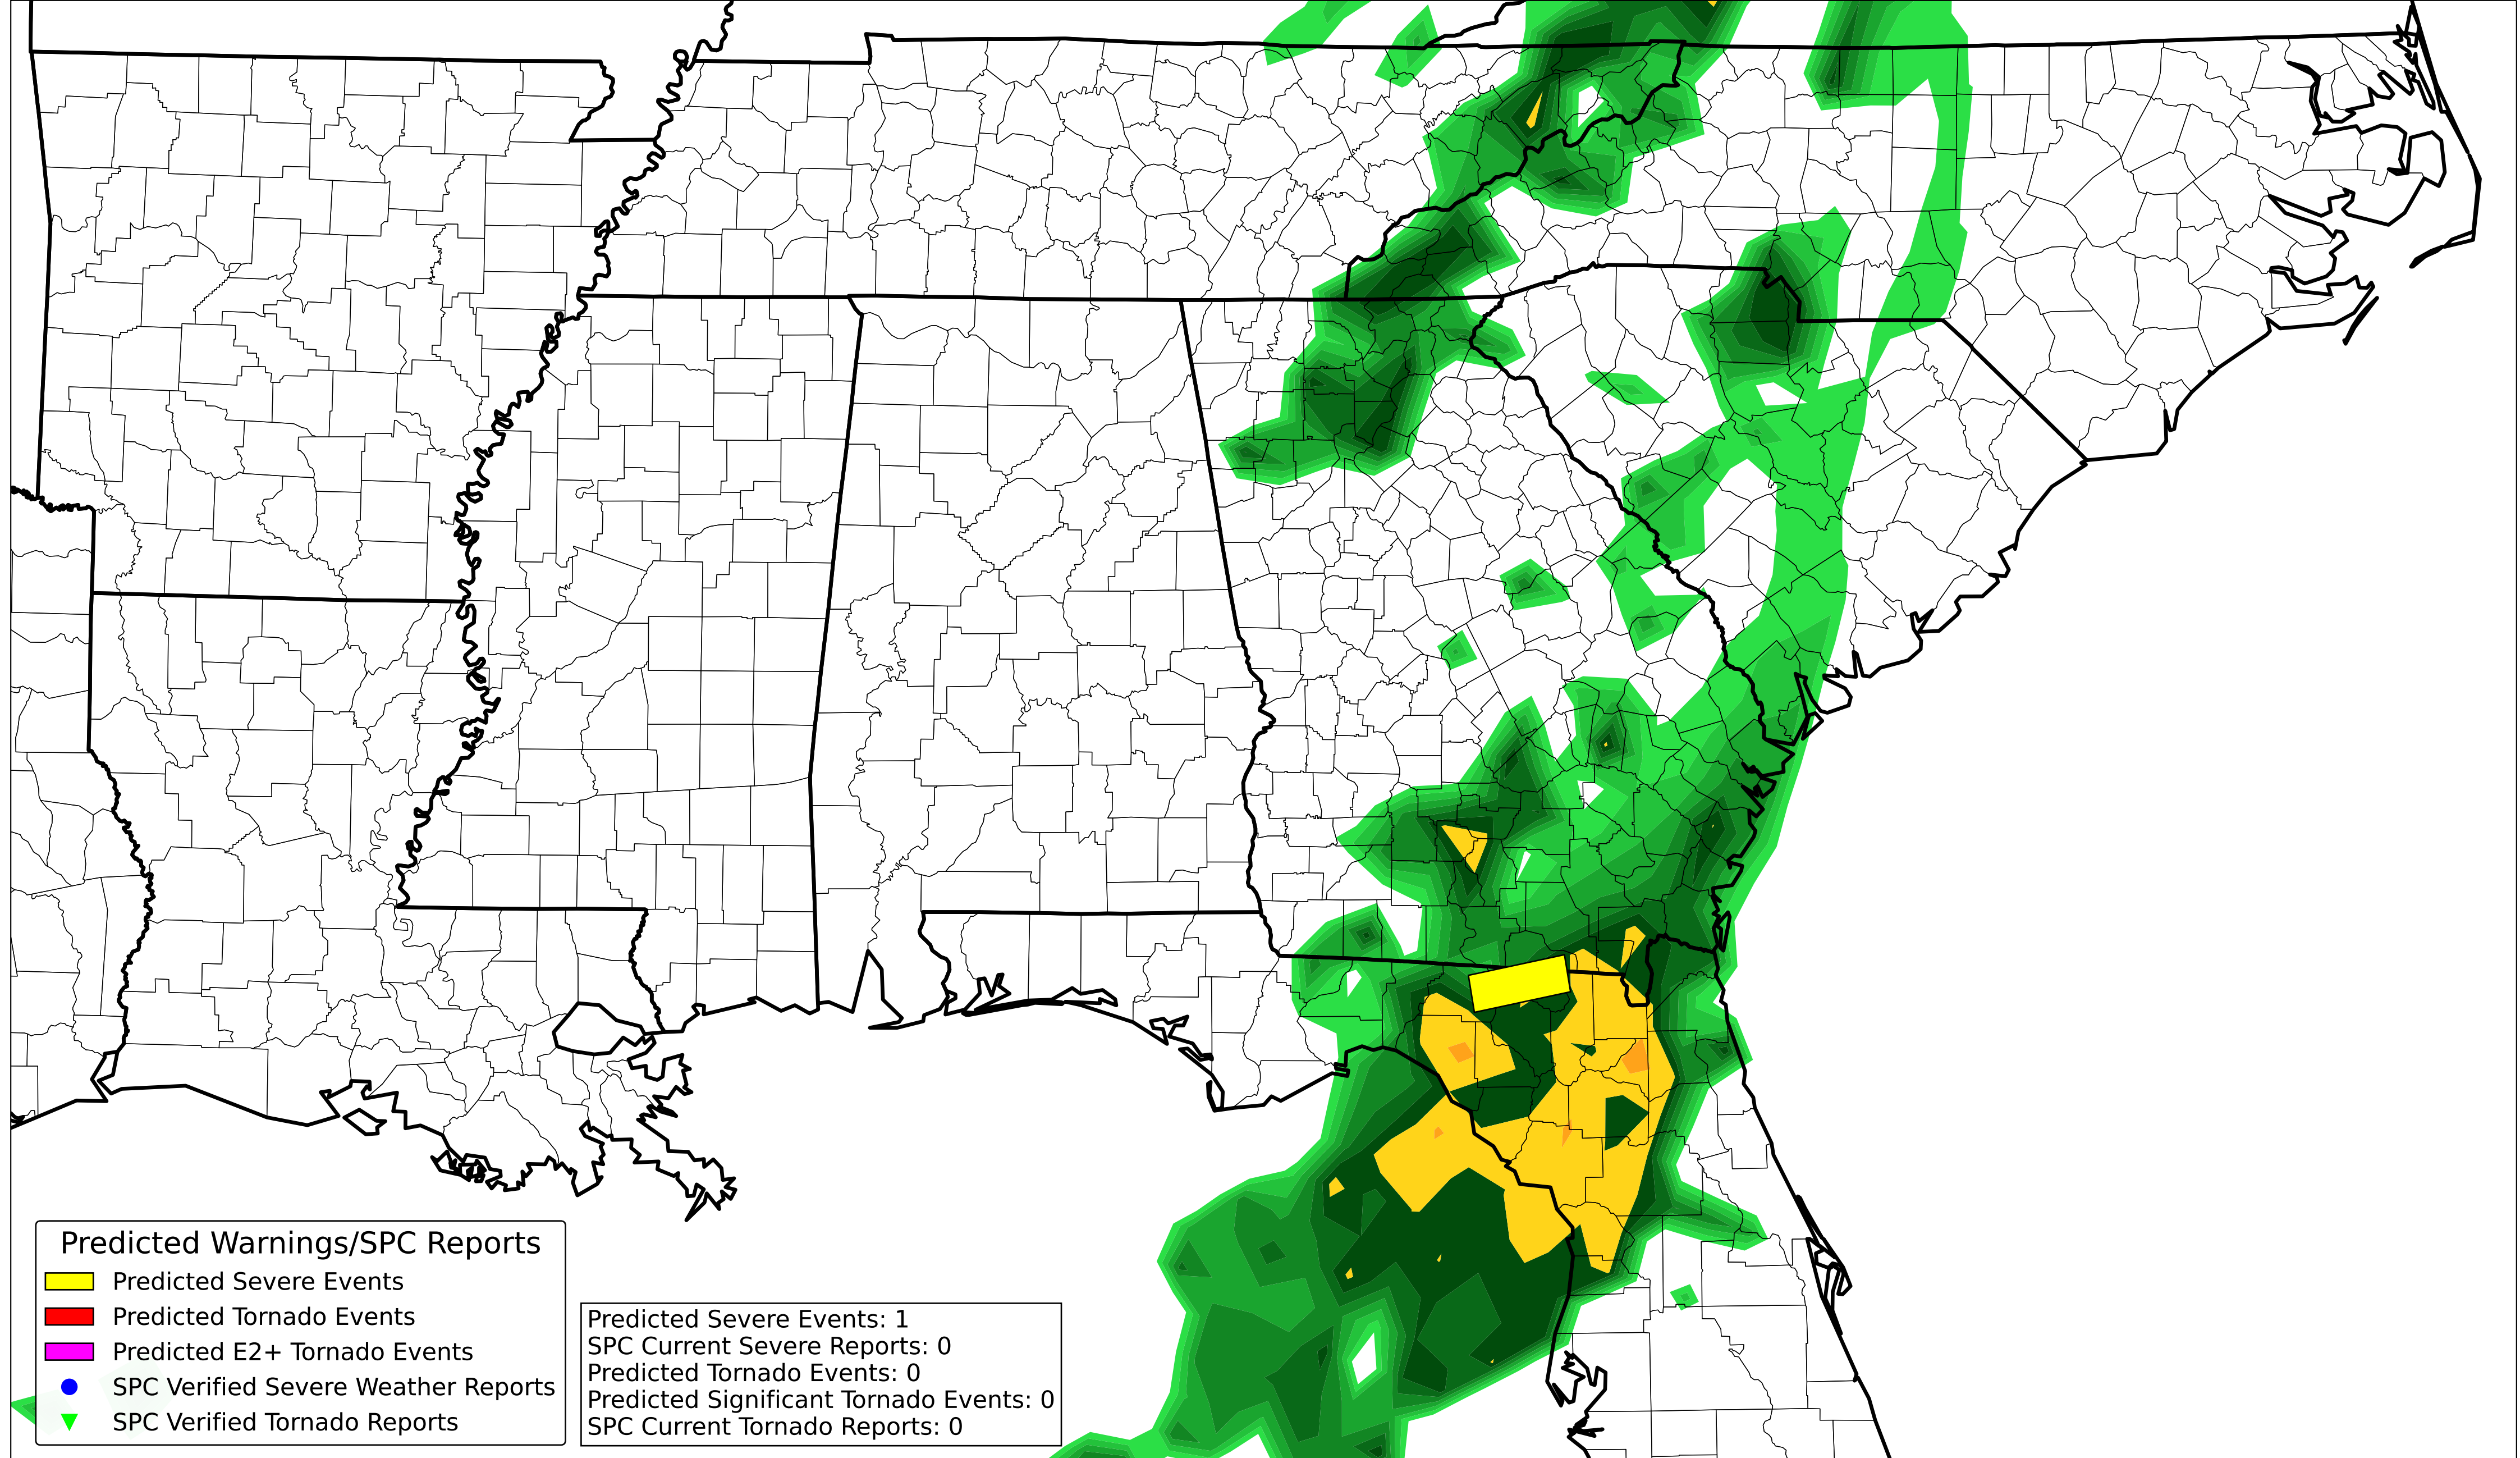 Predicted Warnings/SPC Reports
Predicted Severe Events
Predicted Tornado Events
Predicted E2+ Tornado Events
SPC Verified Severe Weather Reports
SPC Verified Tornado Reports
Predicted Severe Events: 1
SPC Current Severe Reports: 0
Predicted Tornado Events: 0
Predicted Significant Tornado Events: 0
SPC Current Tornado Reports: 0